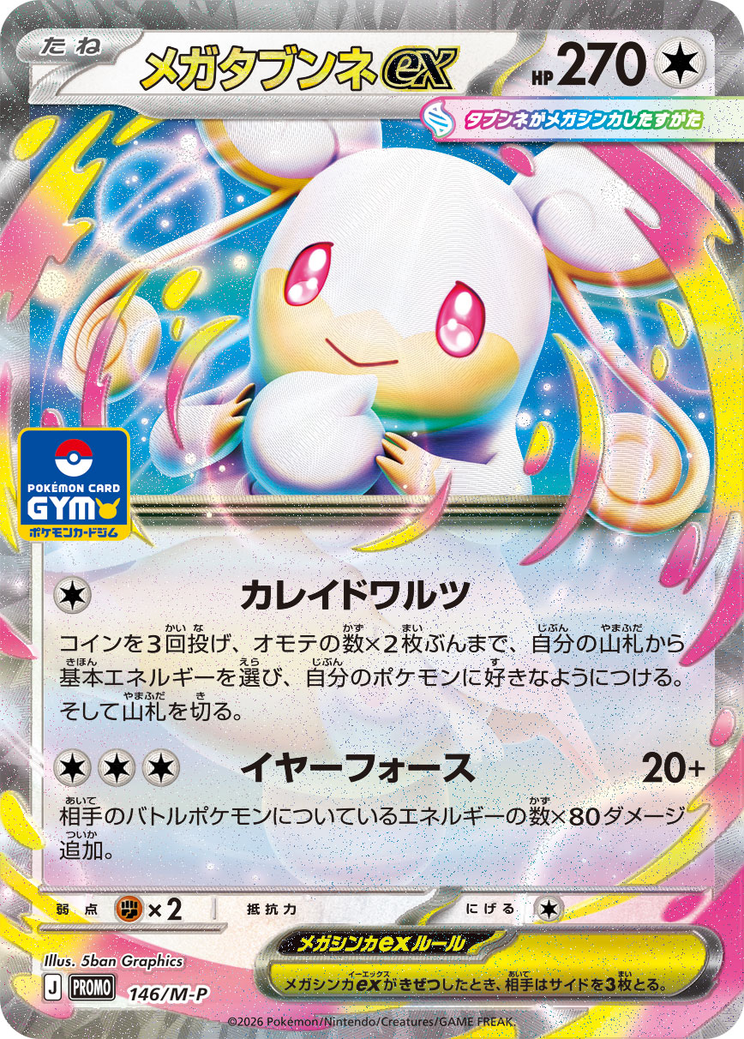 たね
メガタブンネex
HP 270
タブンネがメガシンカしたすがた
POKÉMON CARD
GYM
ポケモンカードジム
カレイドワルツ
コインを3回投げ、オモテの数×2枚ぶんまで、自分の山札から
基本エネルギーを選び、自分のポケモンに好きなようにつける。
そして山札を切る。
イヤーフォース 20+
相手のバトルポケモンについているエネルギーの数×80ダメージ
追加。
弱点 ×2 抵抗力 にげる
メガシンカexルール
メガシンカexがきぜつしたとき、相手はサイドを3枚とる。
Illus. 5ban Graphics
J PROMO 146/M-P
©2026 Pokémon/Nintendo/Creatures/GAME FREAK.